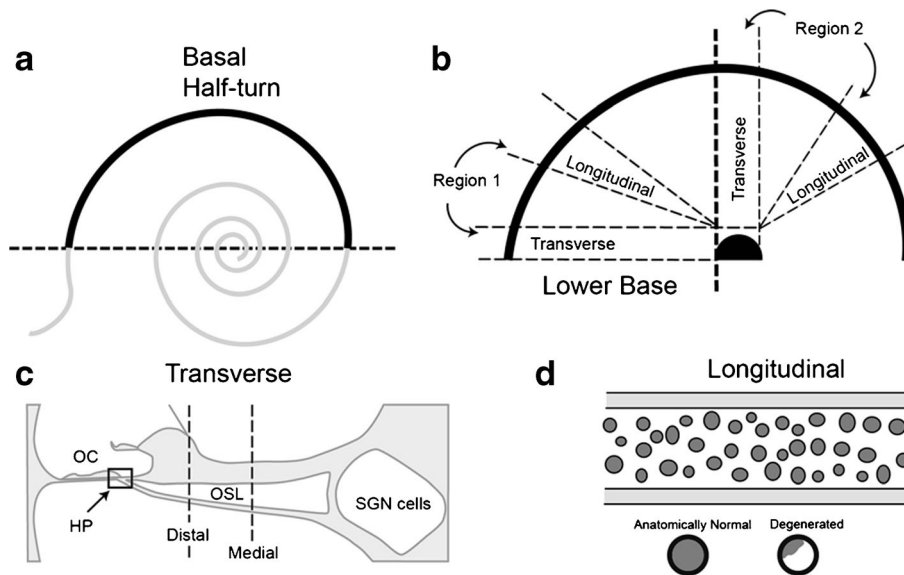 a
Basal
Half-turn
b
Region 2
Region 1
Longitudinal
Transverse
Longitudinal
Transverse
Lower Base
c
Transverse
OC
HP
OSL
SGN cells
Distal
Medial
d
Longitudinal
Anatomically Normal
Degenerated